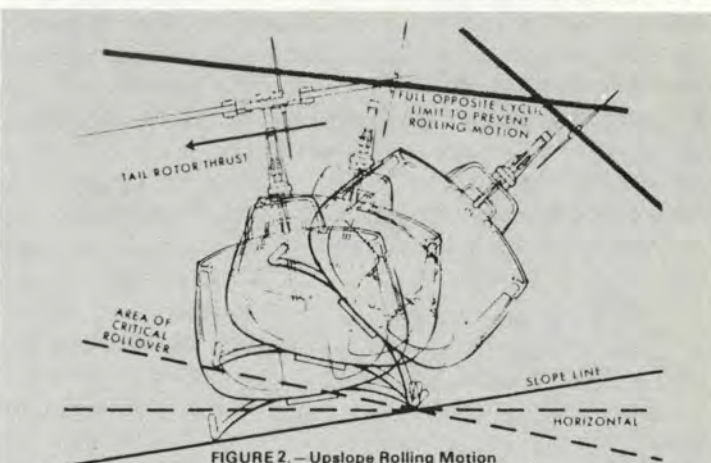 FULL OPPOSITE CYCLIC
LIMIT TO PREVENT
ROLLING MOTION
TAIL ROTOR THRUST
AREA OF
CRITICAL
ROLLOVER
SLOPE LINE
HORIZONTAL
FIGURE 2.—Upslope Rolling Motion